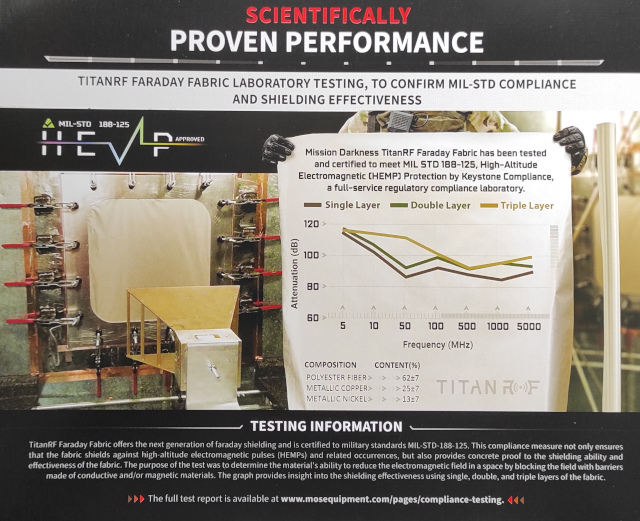 SCIENTIFICALLY
PROVEN PERFORMANCE
TITANRF FARADAY FABRIC LABORATORY TESTING, TO CONFIRM MIL-STD COMPLIANCE
AND SHIELDING EFFECTIVENESS
MIL-STD 188-125
HEMP APPROVED
Mission Darkness TitanRF Faraday Fabric has been tested
and certified to meet MIL STD 188-125, High-Altitude
Electromagnetic (HEMP) Protection by Keystone Compliance,
a full-service regulatory compliance laboratory.
Single Layer Double Layer Triple Layer
Attenuation (dB)
120
100
80
60
5 10 50 100 500 1000 5000
Frequency (MHz)
COMPOSITION CONTENT(%)
POLYESTER FIBER> > > 62±7
METALLIC COPPER> > > 25±7
METALLIC NICKEL> > > 13±7
TITAN RF
TESTING INFORMATION
TitanRF Faraday Fabric offers the next generation of faraday shielding and is certified to military standards MIL-STD-188-125. This compliance measure not only ensures
that the fabric shields against high-altitude electromagnetic pulses (HEMPs) and related occurrences, but also provides concrete proof to the shielding ability and
effectiveness of the fabric. The purpose of the test was to determine the material's ability to reduce the electromagnetic field in a space by blocking the field with barriers
made of conductive and/or magnetic materials. The graph provides insight into the shielding effectiveness using single, double, and triple layers of the fabric.
The full test report is available at www.mosequipment.com/pages/compliance-testing.